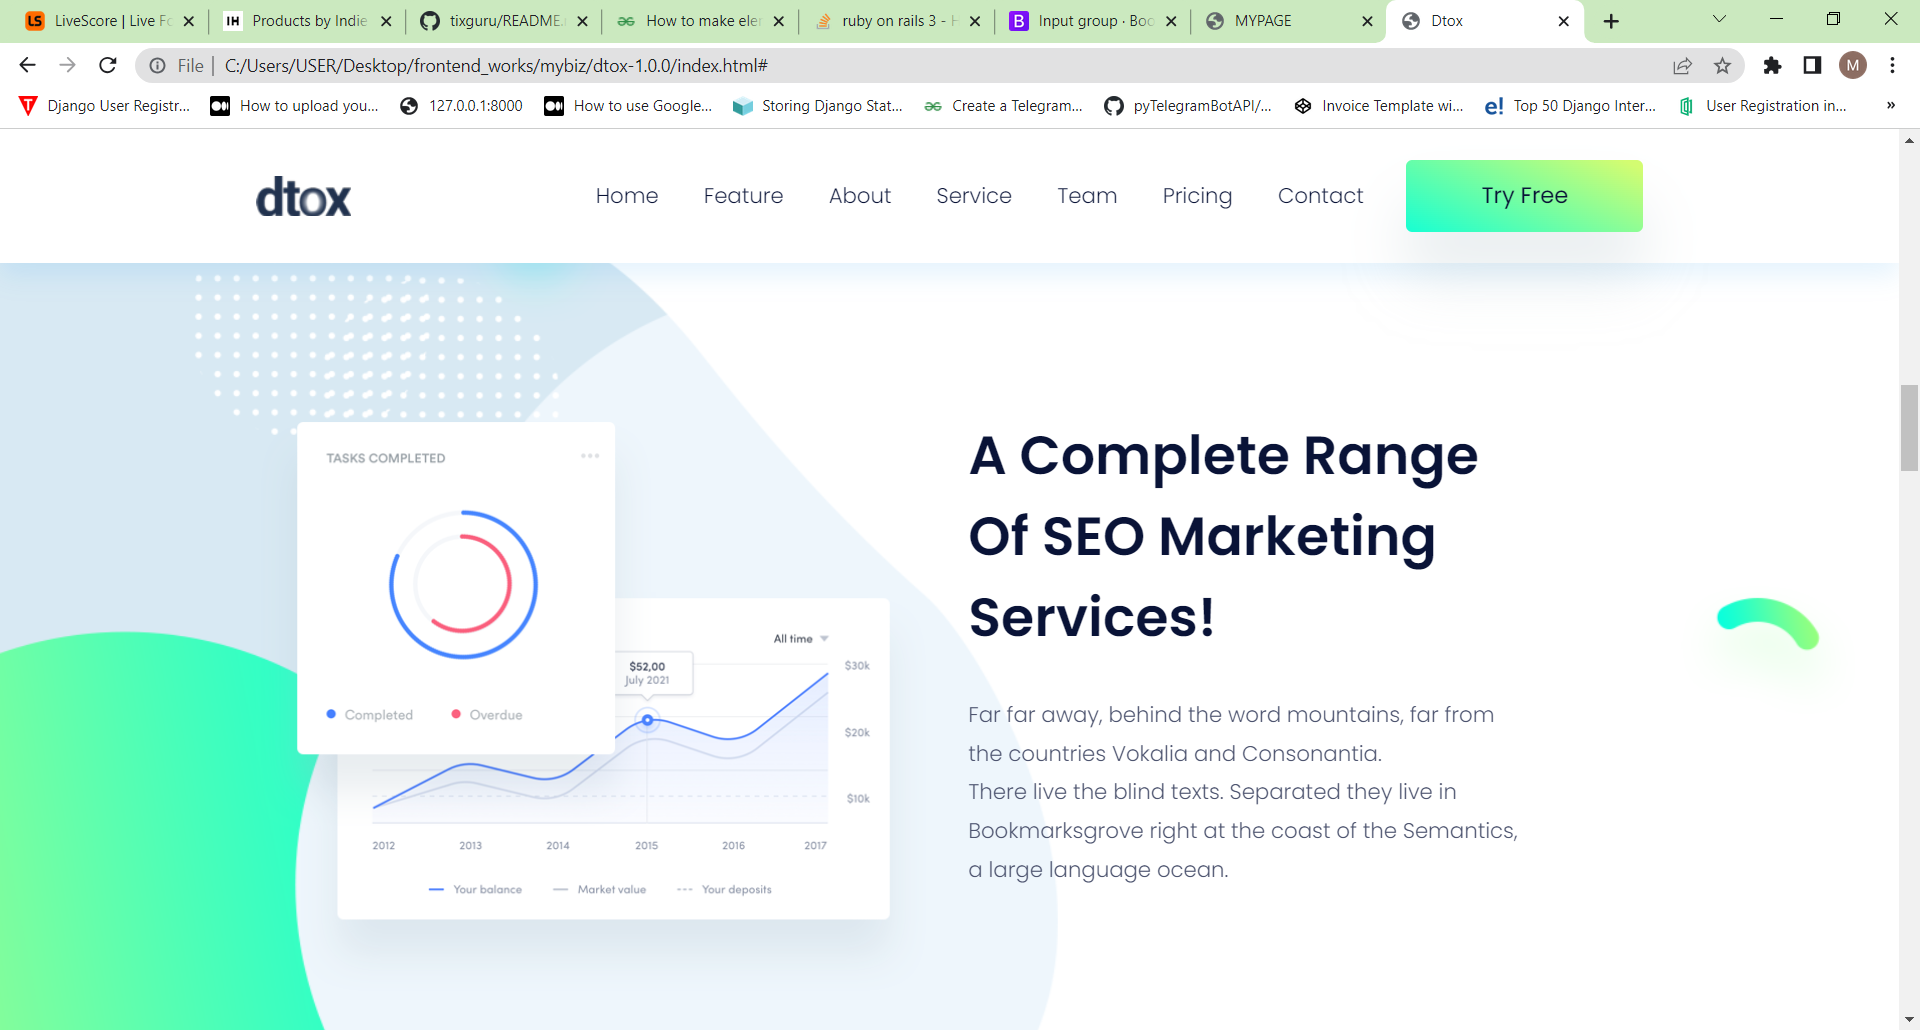 LS LiveScore | Live Fo
IH Products by Indie
tixguru/README.
How to make ele
ruby on rails 3 - H
B Input group · Boo
MYPAGE
Dtox
File | C:/Users/USER/Desktop/frontend_works/mybiz/dtox-1.0.0/index.html#
M
Django User Registr...
How to upload you...
127.0.0.1:8000
How to use Google...
Storing Django Stat...
Create a Telegram...
pyTelegramBotAPI/...
Invoice Template wi...
e! Top 50 Django Inter...
User Registration in...
»
dtox
Home
Feature
About
Service
Team
Pricing
Contact
Try Free
TASKS COMPLETED
Completed
Overdue
All time
$52,00
July 2021
$30k
$20k
$10k
2012 2013 2014 2015 2016 2017
Your balance
Market value
Your deposits
A Complete Range
Of SEO Marketing
Services!
Far far away, behind the word mountains, far from
the countries Vokalia and Consonantia.
There live the blind texts. Separated they live in
Bookmarksgrove right at the coast of the Semantics,
a large language ocean.